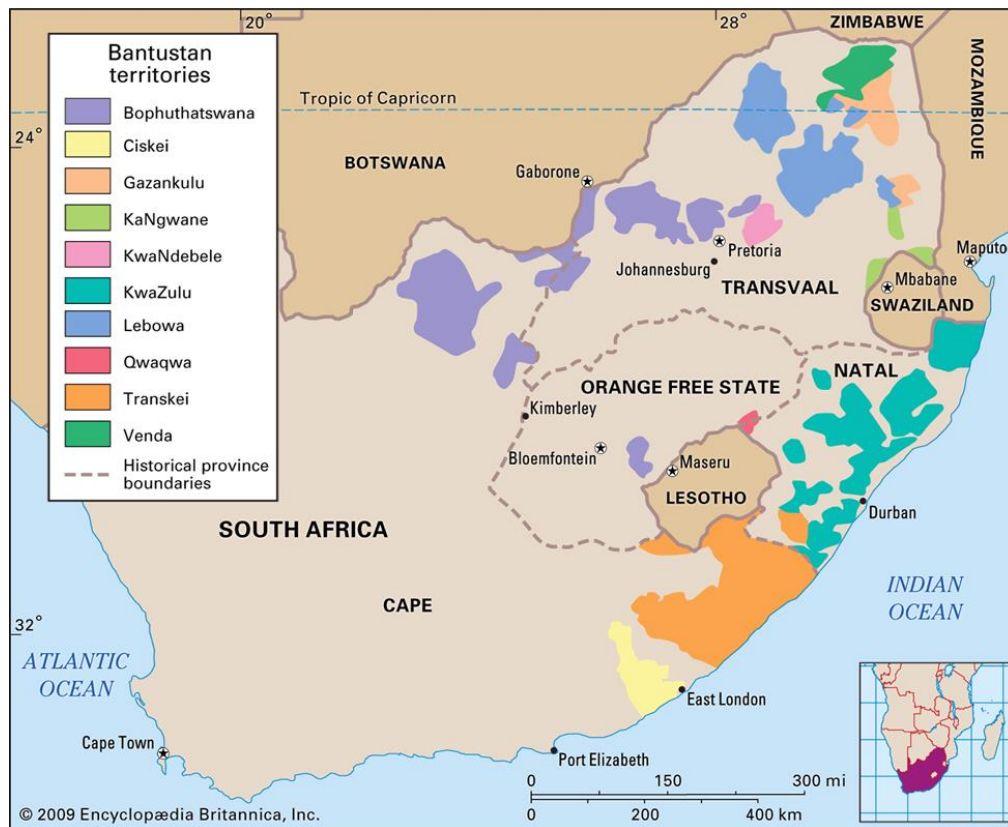 20°
28°
ZIMBABWE
MOZAMBIQUE
Bantustan
territories
Bophuthatswana
Ciskei
Gazankulu
KaNgwane
KwaNdebele
KwaZulu
Lebowa
Qwaqwa
Transkei
Venda
Historical province
boundaries
Tropic of Capricorn
24°
BOTSWANA
Gaborone
Pretoria
Johannesburg
TRANSVAAL
Maputo
Mbabane
SWAZILAND
NATAL
ORANGE FREE STATE
Kimberley
Bloemfontein
Maseru
LESOTHO
Durban
SOUTH AFRICA
CAPE
INDIAN
OCEAN
32°
ATLANTIC
OCEAN
East London
Cape Town
Port Elizabeth
0 150 300 mi
0 200 400 km
© 2009 Encyclopædia Britannica, Inc.